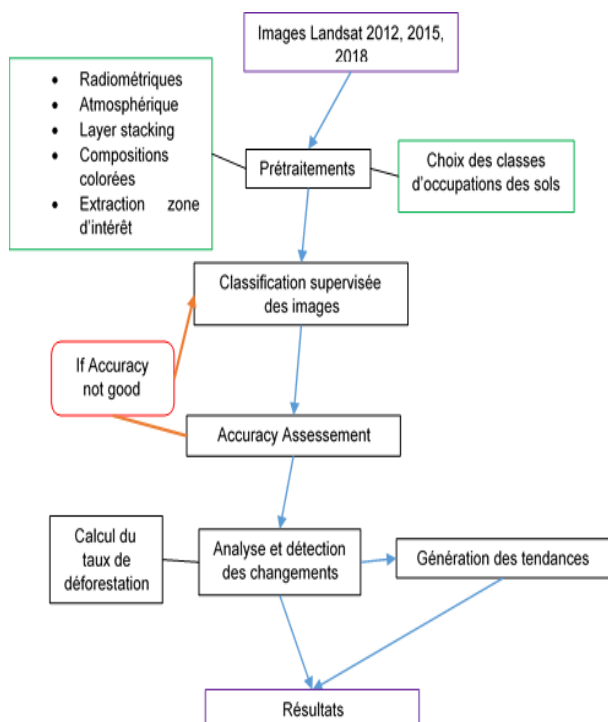 Images Landsat 2012, 2015,
2018
• Radiométriques
• Atmosphérique
• Layer stacking
• Compositions
colorées
• Extraction zone
d'intérêt
Prétraitements
Choix des classes
d'occupations des sols
Classification supervisée
des images
If Accuracy
not good
Accuracy Assessment
Calcul du
taux de
déforestation
Analyse et détection
des changements
Génération des tendances
Résultats